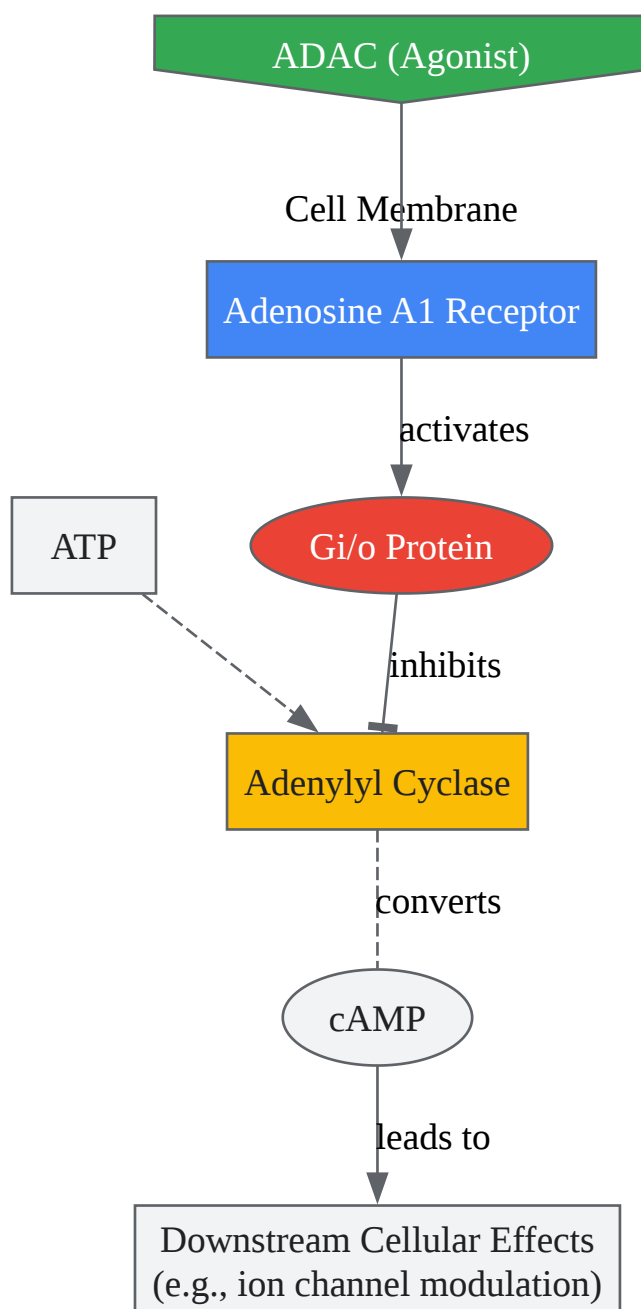 ADAC (Agonist)
Cell Membrane
Adenosine A1 Receptor
activates
ATP
Gi/o Protein
inhibits
Adenylyl Cyclase
converts
cAMP
leads to
Downstream Cellular Effects
(e.g., ion channel modulation)